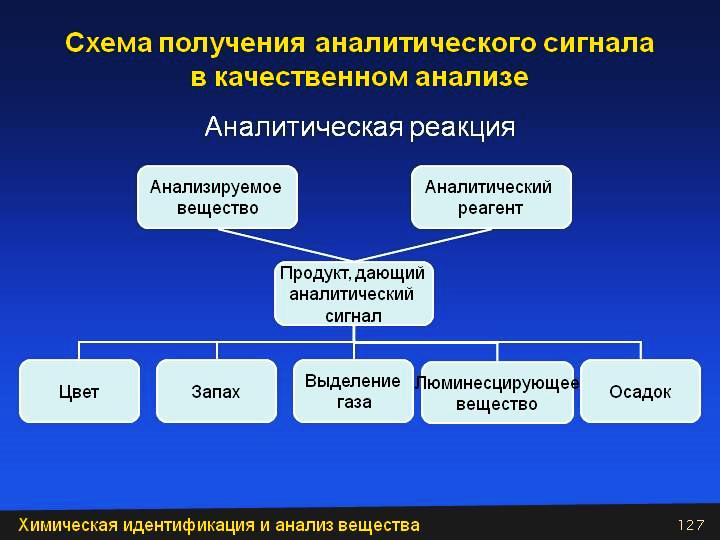 Схема получения аналитического сигнала
в качественном анализе
Аналитическая реакция
Анализируемое
вещество
Аналитический
реагент
Продукт, дающий
аналитический
сигнал
Цвет
Запах
Выделение
газа
Люминесцирующее
вещество
Осадок
Химическая идентификация и анализ вещества
127